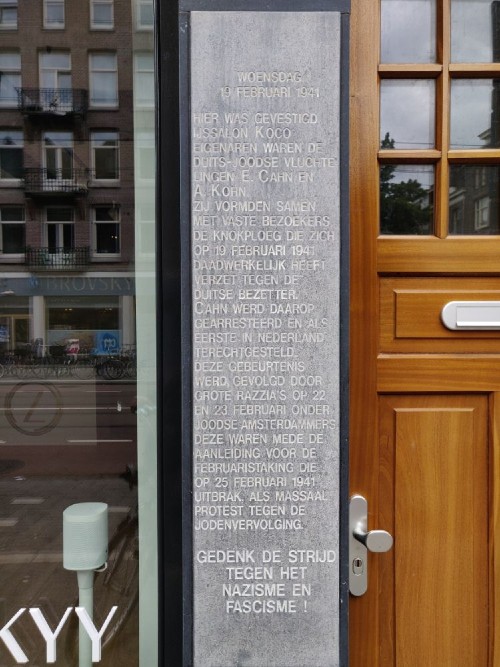 WOENSDAG
19 FEBRUARI 1941
HIER WAS GEVESTIGD
IJSSALON KOCO
EIGENAREN WAREN DE
DUITS-JOODSE VLUCHTE
LINGEN E. CAHN EN
A. KOHN.
ZIJ VORMDEN SAMEN
MET VASTE BEZOEKERS
DE KNOKPLOEG DIE ZICH
OP 19 FEBRUARI 1941
DAADWERKELIJK HEEFT
VERZET TEGEN DE
DUITSE BEZETTER.
CAHN WERD DAAROP
GEARRESTEERD EN ALS
EERSTE IN NEDERLAND
TERECHTGESTELD.
DEZE GEBEURTENIS
WERD, GEVOLGD DOOR
GROTE RAZZIA'S OP 22
EN 23 FEBRUARI ONDER
JOODSE AMSTERDAMMERS
DEZE WAREN MEDE DE
AANLEIDING VOOR DE
FEBRUARISTAKING DIE
OP 25 FEBRUARI 1941
UITBRAK, ALS MASSAAL
PROTEST TEGEN DE
JODENVERVOLGING.
GEDENK DE STRIJD
TEGEN HET
NAZISME EN
FASCISME !
BROVSKY
KYY